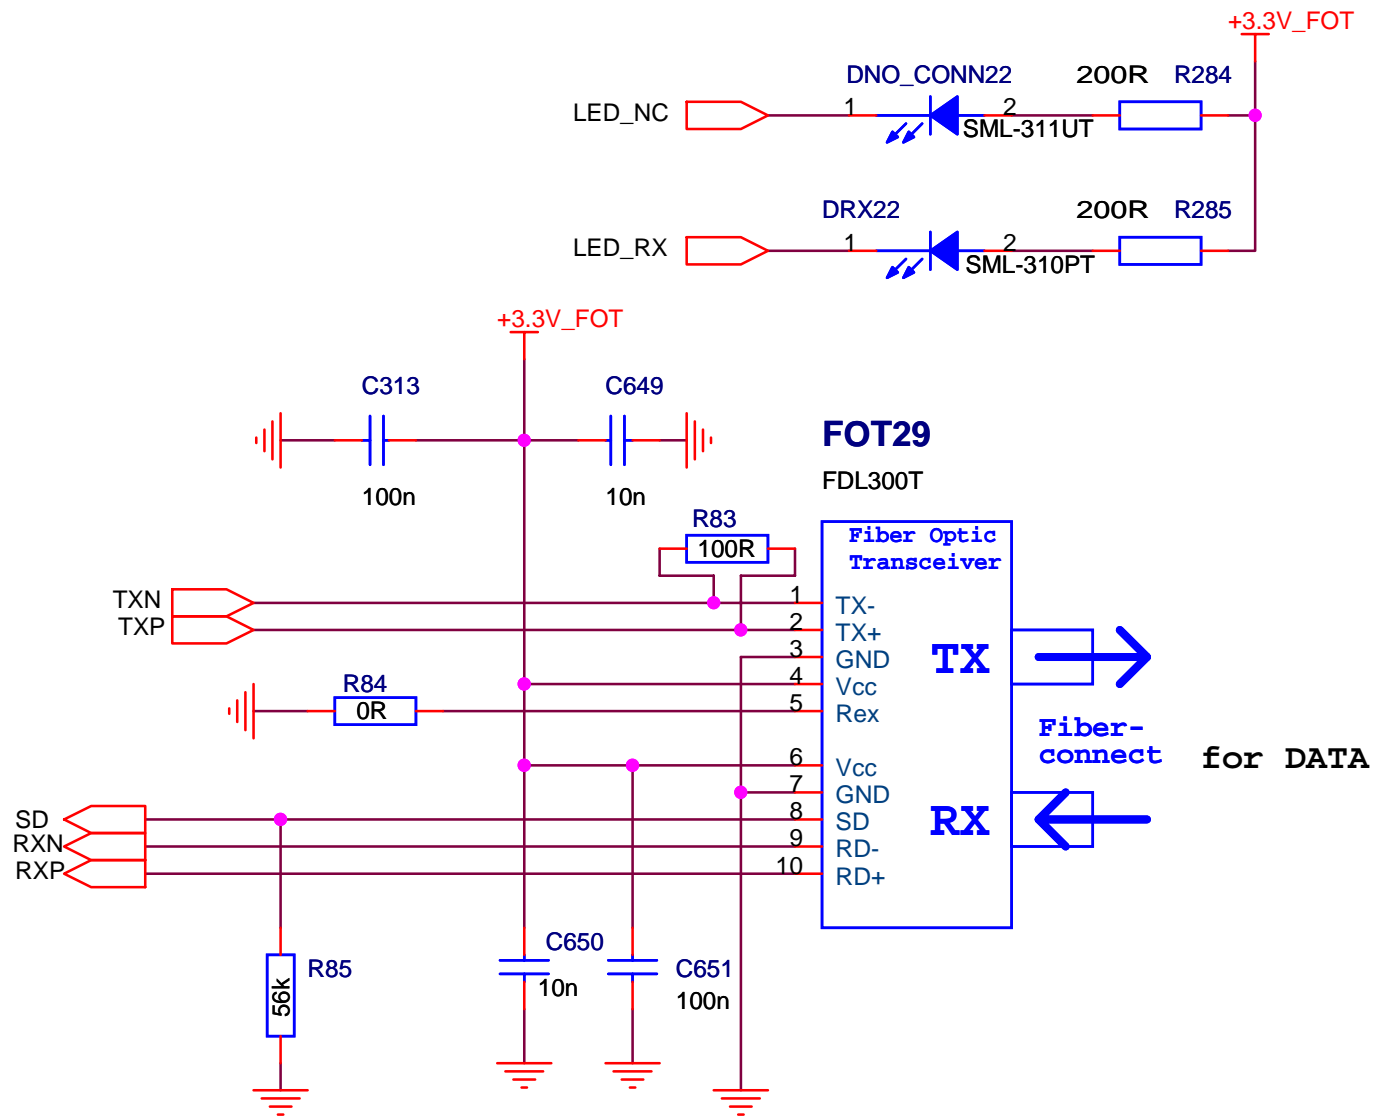 +3.3V_FOT
DNO_CONN22 200R R284
LED_NC 1 2
SML-311UT
DRX22 200R R285
LED_RX 1 2
SML-310PT
+3.3V_FOT
C313 C649
100n 10n
FOT29
FDL300T
R83
100R
Fiber Optic
Transceiver
TXN 1 TX-
TXP 2 TX+
3 GND
TX
4 Vcc
R84
0R
5 Rex
Fiber-
connect
for DATA
6 Vcc
7 GND
SD 8 SD
RX
RXN 9 RD-
RXP 10 RD+
C650
10n
R85
56k
C651
100n